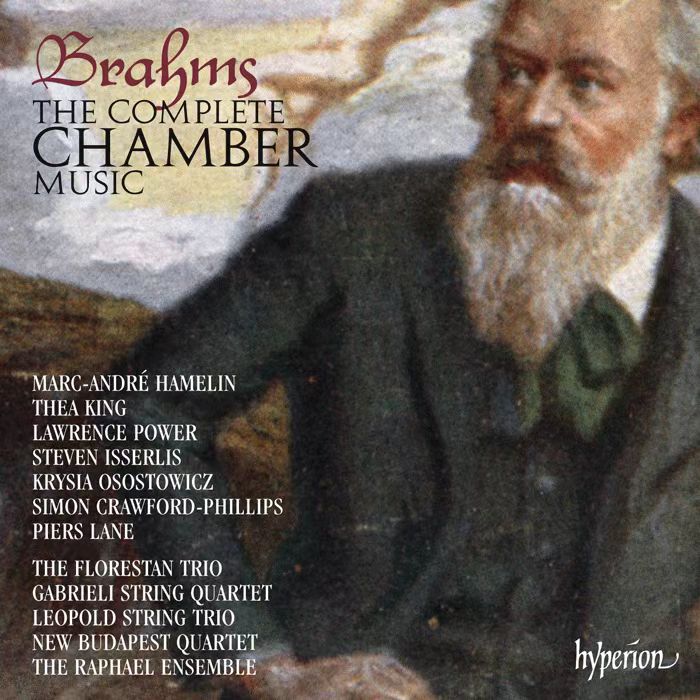 Brahms
THE COMPLETE
CHAMBER
MUSIC
MARC-ANDRÉ HAMELIN
THEA KING
LAWRENCE POWER
STEVEN ISSERLIS
KRYSIA OSOSTOWICZ
SIMON CRAWFORD-PHILLIPS
PIERS LANE
THE FLORESTAN TRIO
GABRIELI STRING QUARTET
LEOPOLD STRING TRIO
NEW BUDAPEST QUARTET
THE RAPHAEL ENSEMBLE
hyperion